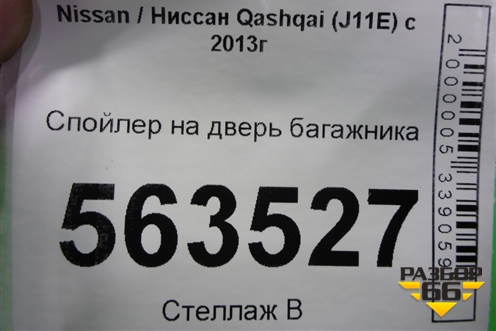 Nissan / Ниссан Qashqai (J11E) с
2013г
Спойлер на дверь багажника
563527
Стеллаж В
2000005339059
РАЗБОР
66